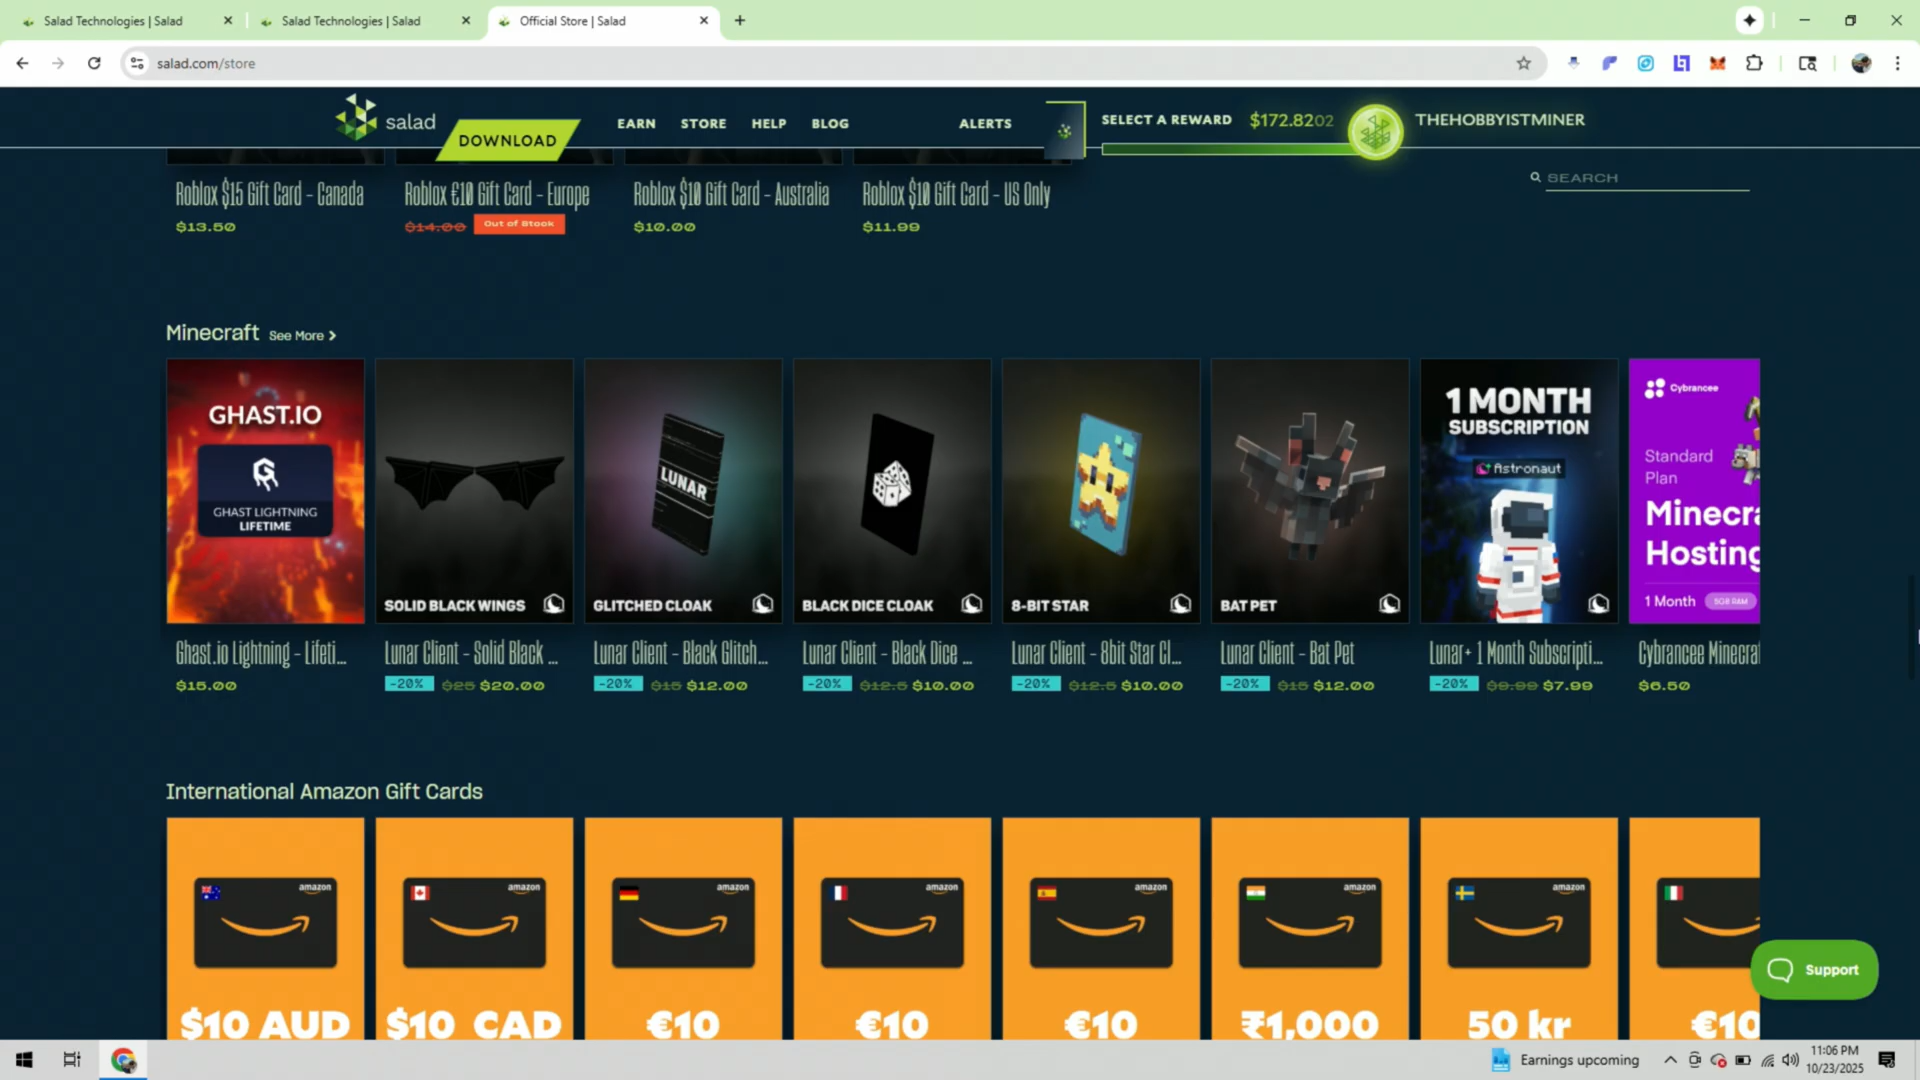 Salad Technologies | Salad
Salad Technologies | Salad
Official Store | Salad
salad.com/store
salad
DOWNLOAD
EARN
STORE
HELP
BLOG
ALERTS
SELECT A REWARD
$172.8202
THEHOBBYISTMINER
SEARCH
Roblox $15 Gift Card - Canada
Roblox €10 Gift Card - Europe
Roblox $10 Gift Card - Australia
Roblox $10 Gift Card - US Only
$13.50
$14.00 Out of Stock
$10.00
$11.99
Minecraft See More >
GHAST.IO
GHAST LIGHTNING
LIFETIME
SOLID BLACK WINGS
LUNAR
GLITCHED CLOAK
BLACK DICE CLOAK
8-BIT STAR
BAT PET
1 MONTH
SUBSCRIPTION
Astronaut
Cybrancee
Standard
Plan
Minecra
Hosting
1 Month 5GB RAM
Ghast.io Lightning - Lifeti...
Lunar Client - Solid Black ...
Lunar Client - Black Glitch...
Lunar Client - Black Dice ...
Lunar Client - 8bit Star Cl...
Lunar Client - Bat Pet
Lunar+ 1 Month Subscripti...
Cybrancee Minecraf
$15.00
-20% $25 $20.00
-20% $15 $12.00
-20% $12.5 $10.00
-20% $12.5 $10.00
-20% $15 $12.00
-20% $9.99 $7.99
$6.50
International Amazon Gift Cards
amazon
amazon
amazon
amazon
amazon
amazon
amazon
$10 AUD
$10 CAD
€10
€10
€10
₹1,000
50 kr
€10
Support
Earnings upcoming
11:06 PM
10/23/2025